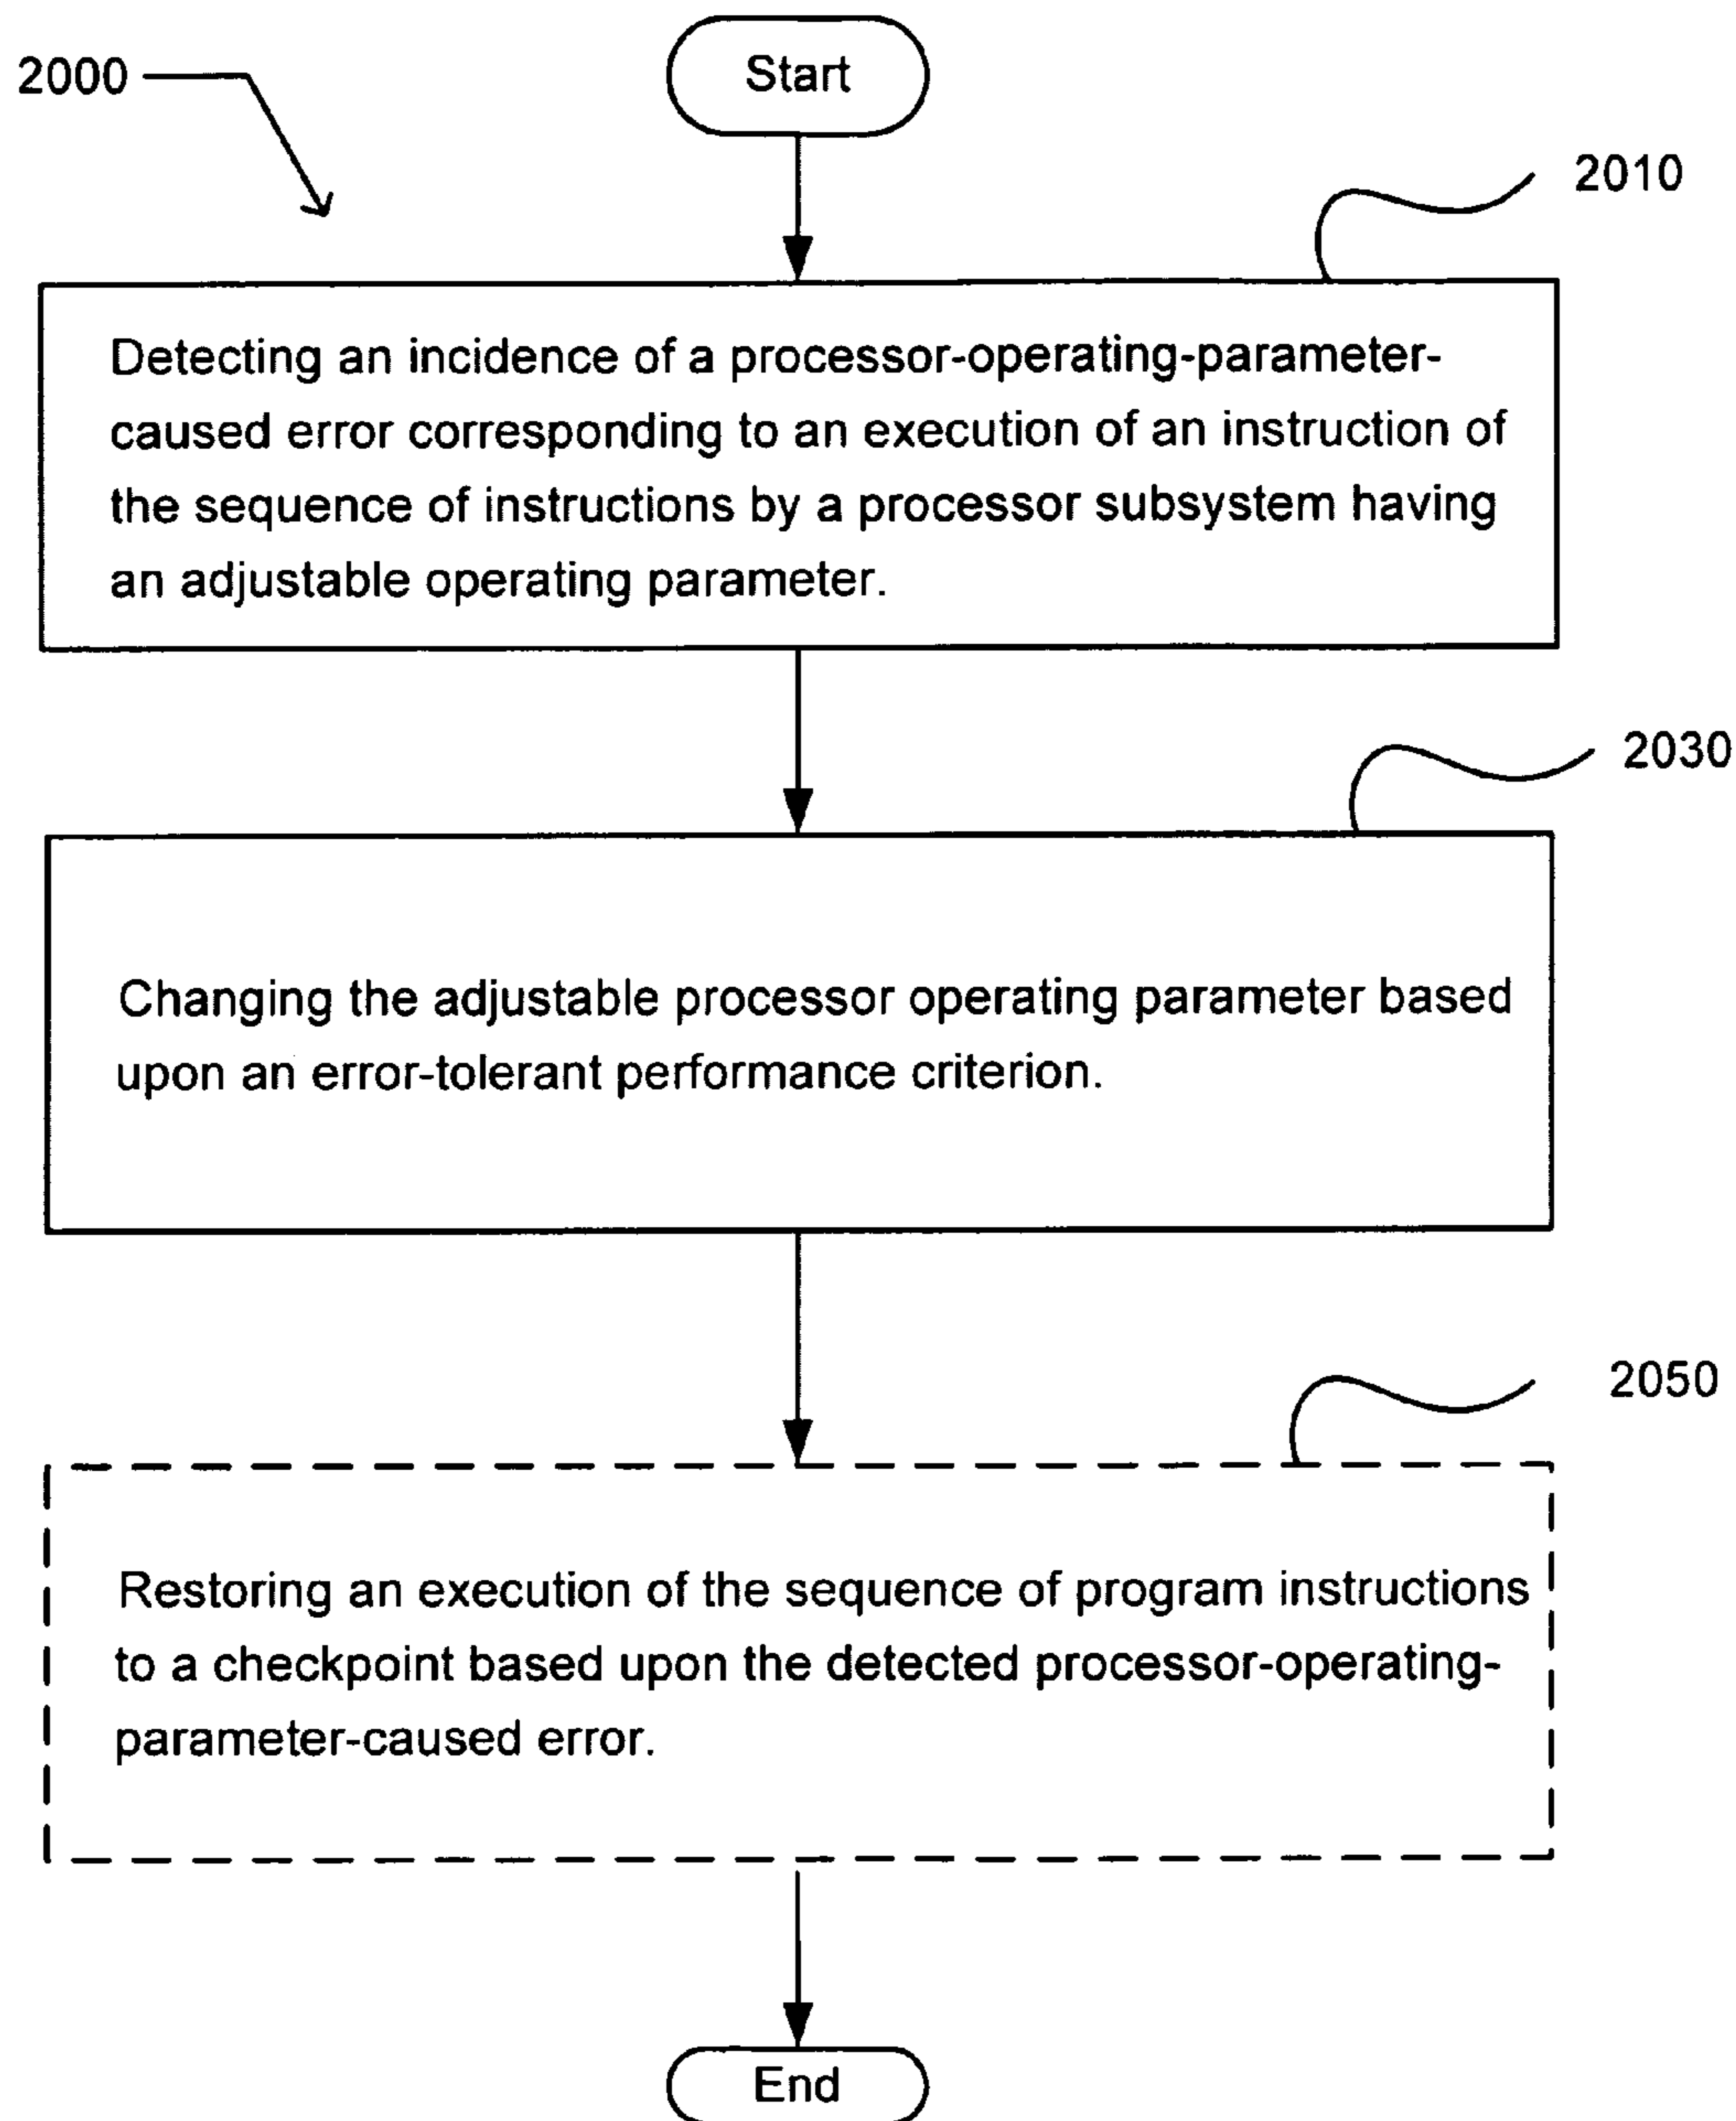 2000
Start
2010
Detecting an incidence of a processor-operating-parameter-
caused error corresponding to an execution of an instruction of
the sequence of instructions by a processor subsystem having
an adjustable operating parameter.
2030
Changing the adjustable processor operating parameter based
upon an error-tolerant performance criterion.
2050
Restoring an execution of the sequence of program instructions
to a checkpoint based upon the detected processor-operating-
parameter-caused error.
End